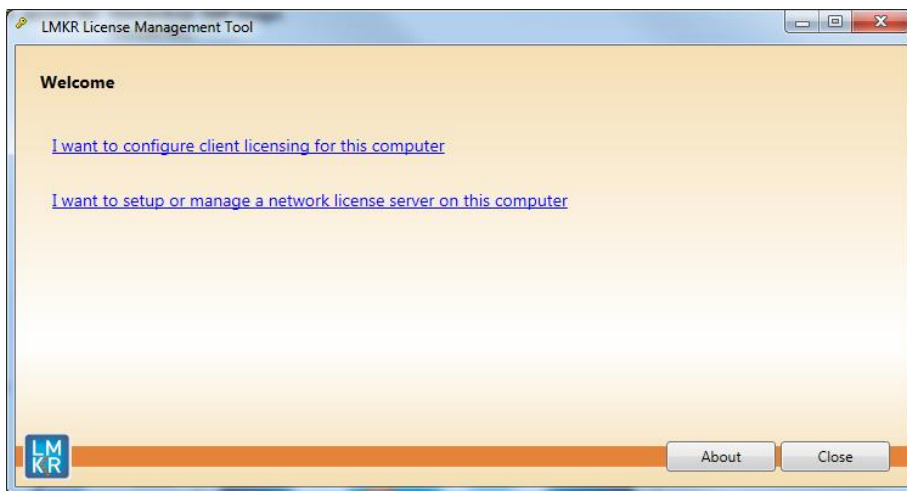 LMKR License Management Tool
Welcome
I want to configure client licensing for this computer
I want to setup or manage a network license server on this computer
LM
KR
About
Close